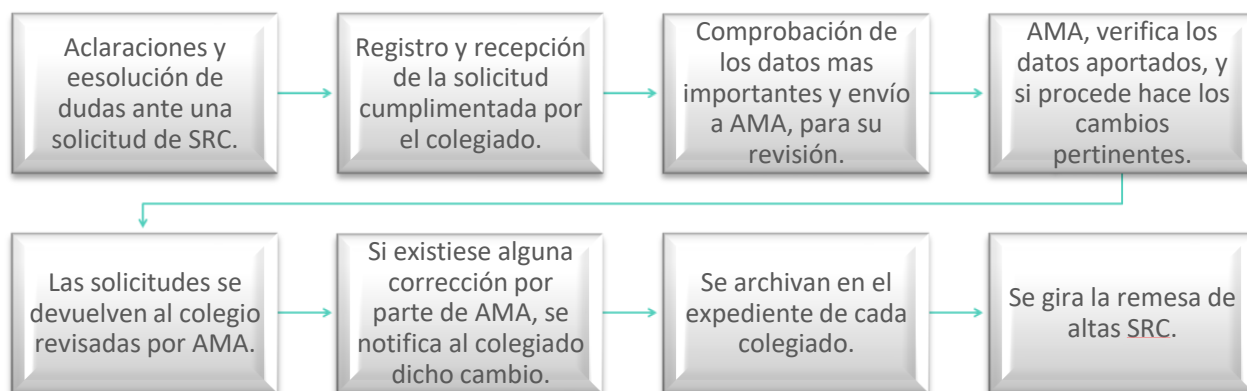 Aclaraciones y
eesolución de
dudas ante una
solicitud de SRC.
Registro y recepción
de la solicitud
cumplimentada por
el colegiado.
Comprobación de
los datos mas
importantes y envío
a AMA, para su
revisión.
AMA, verifica los
datos aportados, y
si procede hace los
cambios
pertinentes.
Las solicitudes se
devuelven al colegio
revisadas por AMA.
Si existiese alguna
corrección por
parte de AMA, se
notifica al colegiado
dicho cambio.
Se archivan en el
expediente de cada
colegiado.
Se gira la remesa de
altas SRC.